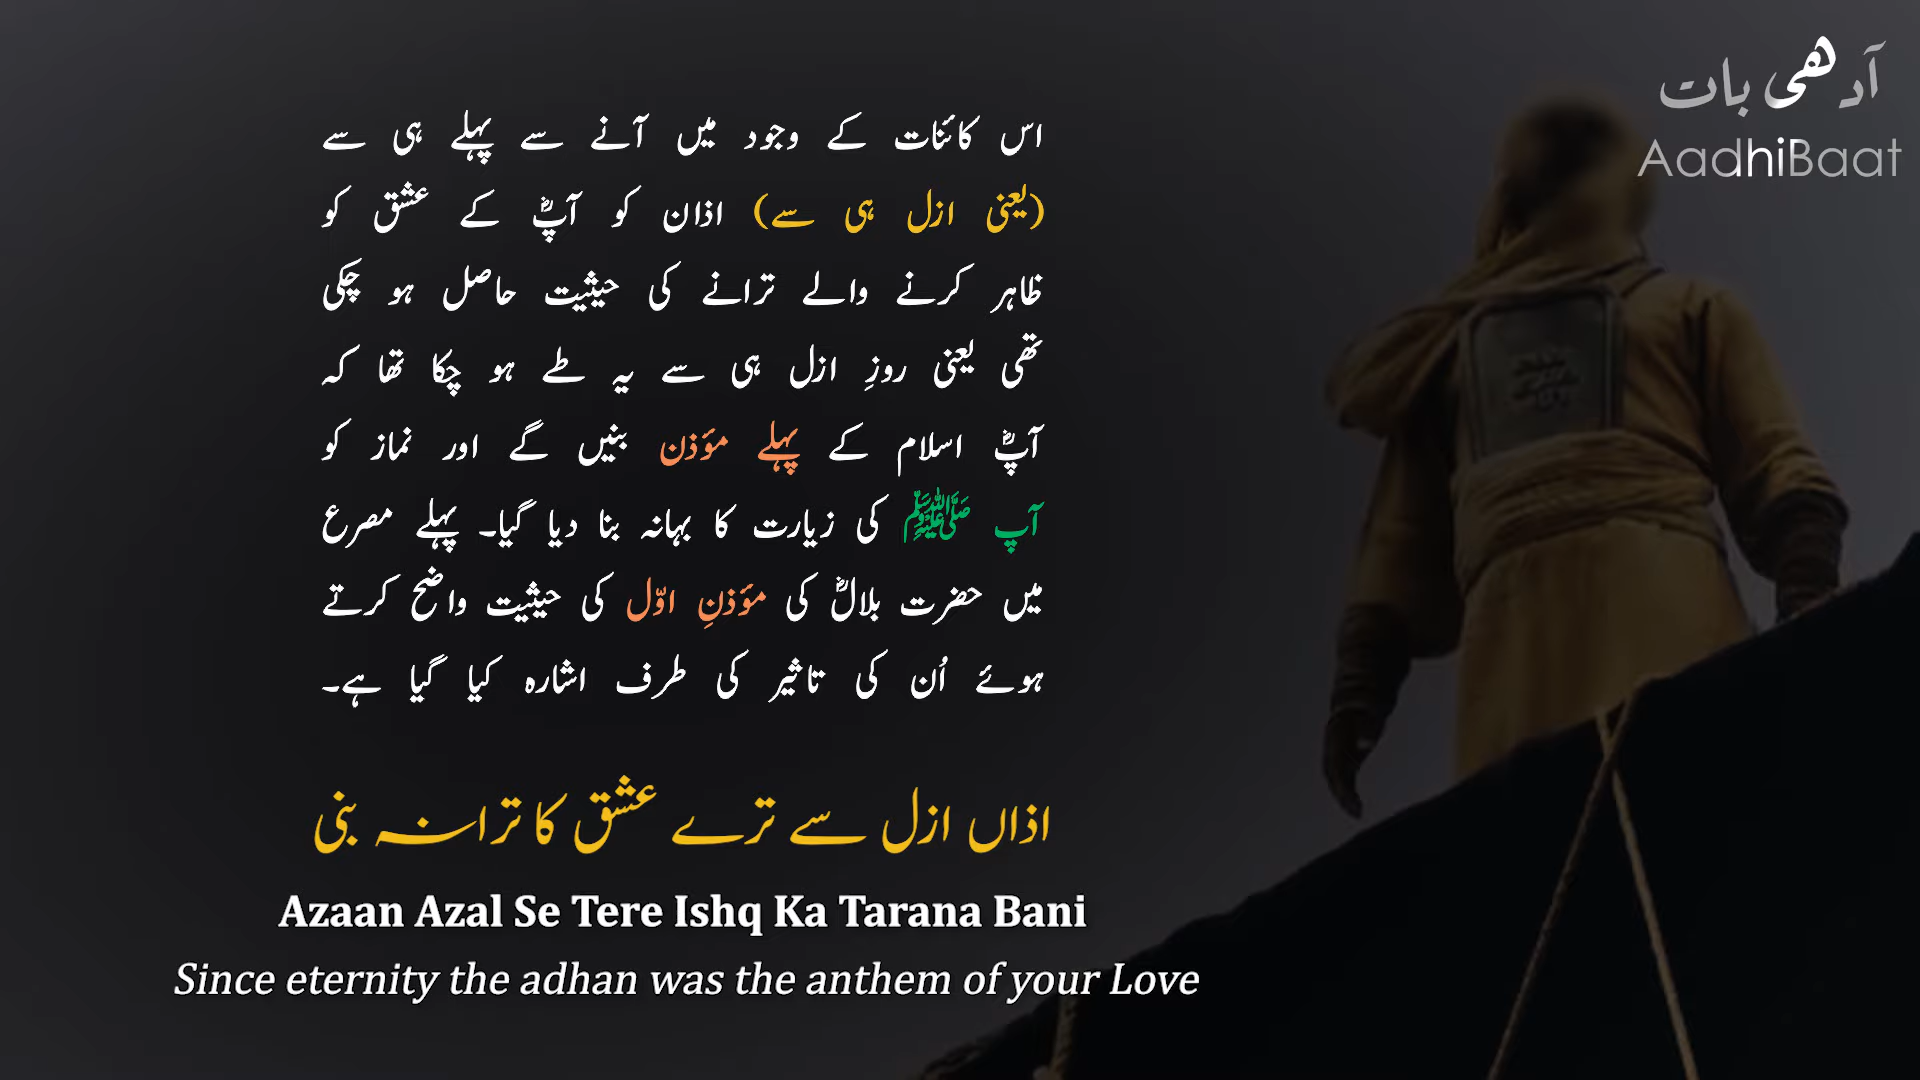 آدھی بات
AadhiBaat
اس کائنات کے وجود میں آنے سے پہلے ہی سے
(یعنی ازل ہی سے) اذان کو آپؓ کے عشق کو
ظاہر کرنے والے ترانے کی حیثیت حاصل ہو چکی
تھی یعنی روزِ ازل ہی سے یہ طے ہو چکا تھا کہ
آپؓ اسلام کے پہلے مؤذن بنیں گے اور نماز کو
آپ ﷺ کی زیارت کا بہانہ بنا دیا گیا۔ پہلے مصرع
میں حضرت بلالؓ کی مؤذنِ اوّل کی حیثیت واضح کرتے
ہوئے اُن کی تاثیر کی طرف اشارہ کیا گیا ہے۔
اذاں ازل سے ترے عشق کا ترانہ بنی
Azaan Azal Se Tere Ishq Ka Tarana Bani
Since eternity the adhan was the anthem of your Love